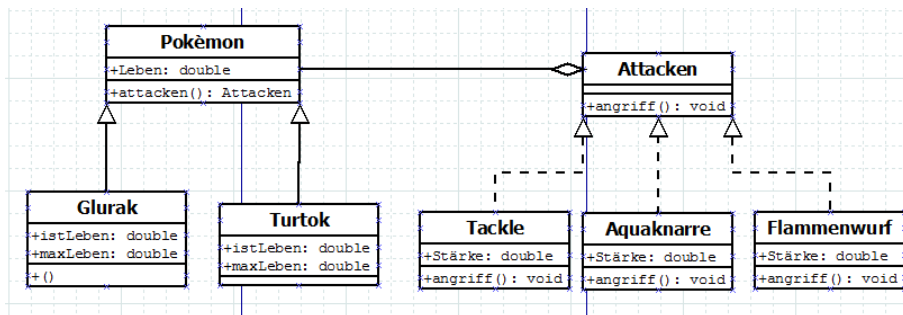 Pokèmon
+Leben: double
+attacken(): Attacken
Attacken
+angriff(): void
Glurak
+istLeben: double
+maxLeben: double
+()
Turtok
+istLeben: double
+maxLeben: double
Tackle
+Stärke: double
+angriff(): void
Aquaknarre
+Stärke: double
+angriff(): void
Flammenwurf
+Stärke: double
+angriff(): void